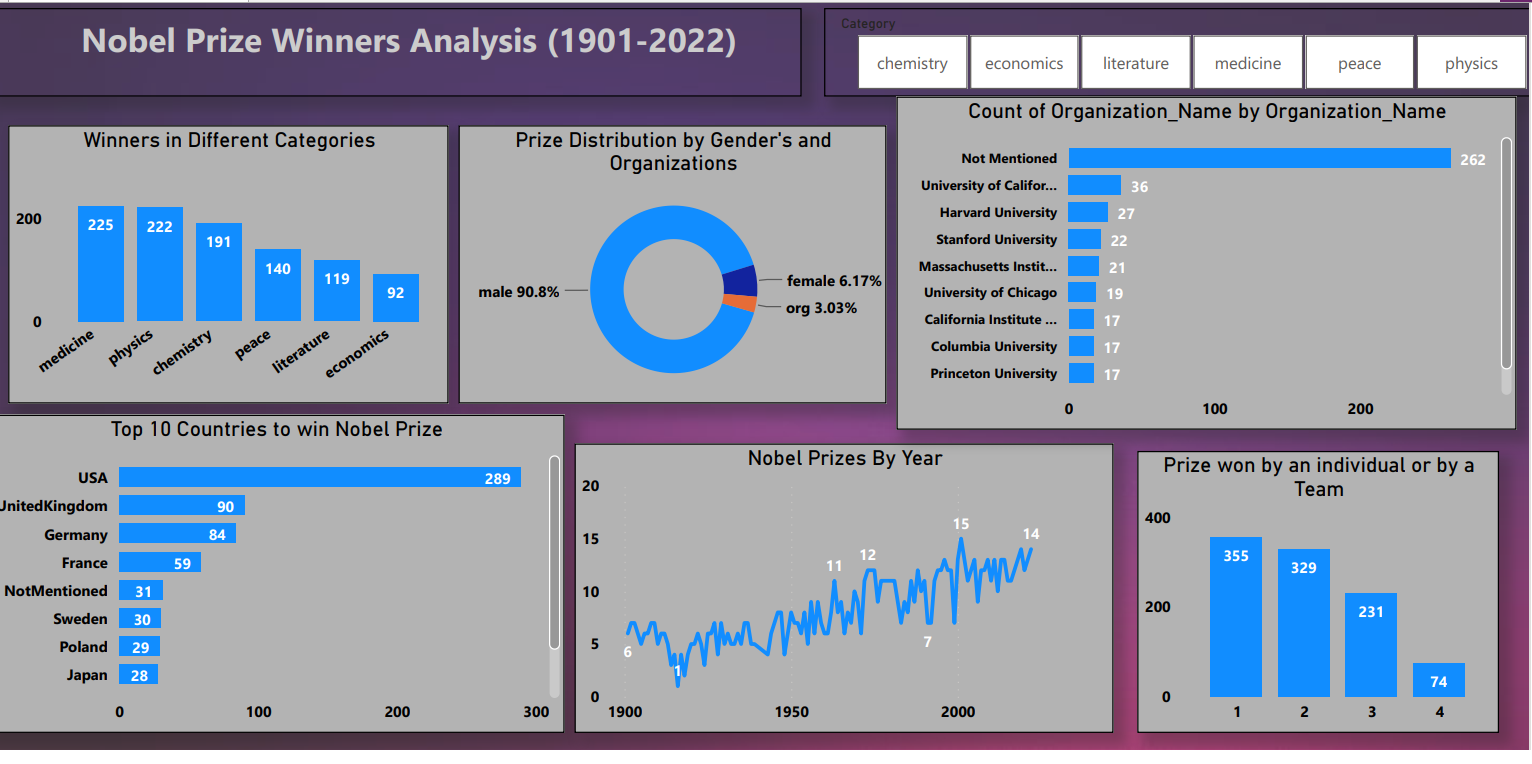 Nobel Prize Winners Analysis (1901-2022)
Category
chemistry
economics
literature
medicine
peace
physics
Winners in Different Categories
200
0
225
222
191
140
119
92
medicine
physics
chemistry
peace
literature
economics
Prize Distribution by Gender's and
Organizations
male 90.8%
female 6.17%
org 3.03%
Count of Organization_Name by Organization_Name
Not Mentioned 262
University of Califor... 36
Harvard University 27
Stanford University 22
Massachusetts Instit... 21
University of Chicago 19
California Institute ... 17
Columbia University 17
Princeton University 17
0 100 200
Top 10 Countries to win Nobel Prize
USA 289
UnitedKingdom 90
Germany 84
France 59
NotMentioned 31
Sweden 30
Poland 29
Japan 28
0 100 200 300
Nobel Prizes By Year
20
15
10
5
0
6
1
11
12
7
15
14
1900 1950 2000
Prize won by an individual or by a
Team
400
200
0
355
329
231
74
1 2 3 4